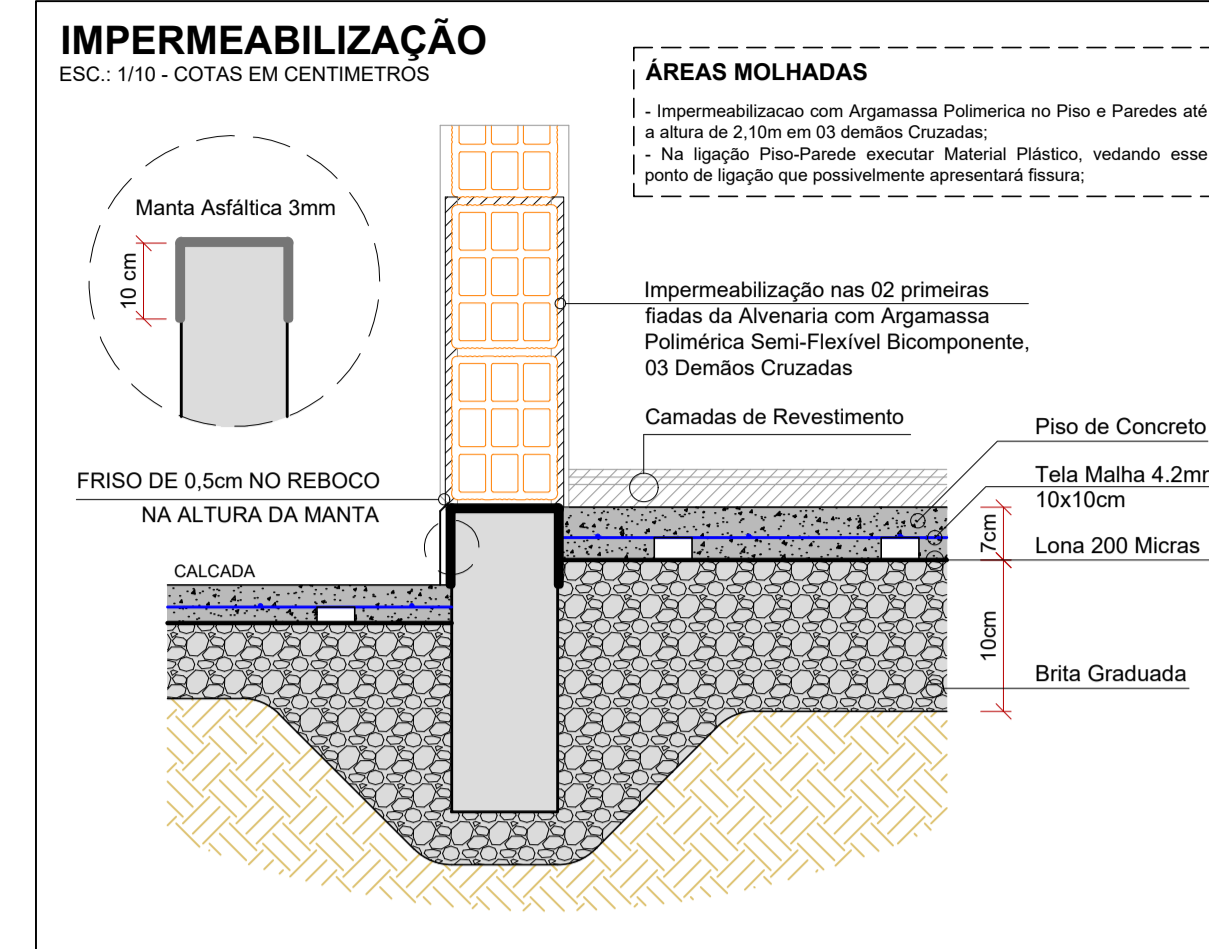 IMPERMEABILIZAÇÃO
ESC.: 1/10 - COTAS EM CENTIMETROS
ÁREAS MOLHADAS
- Impermeabilizacao com Argamassa Polimerica no Piso e Paredes até
a altura de 2,10m em 03 demãos Cruzadas;
- Na ligação Piso-Parede executar Material Plástico, vedando esse
ponto de ligação que possivelmente apresentará fissura;
Manta Asfáltica 3mm
10 cm
Impermeabilização nas 02 primeiras
fiadas da Alvenaria com Argamassa
Polimérica Semi-Flexível Bicomponente,
03 Demãos Cruzadas
Camadas de Revestimento
Piso de Concreto
FRISO DE 0,5cm NO REBOCO
NA ALTURA DA MANTA
Tela Malha 4.2mm
10x10cm
7cm
Lona 200 Micras
CALCADA
10cm
Brita Graduada